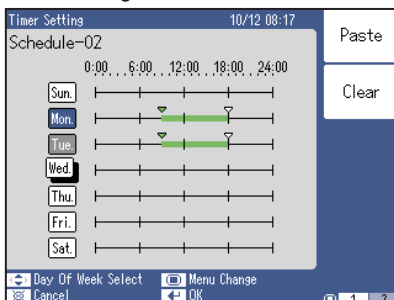 Timer Setting 10/12 08:17
Paste
Schedule-02
0:00 6:00 12:00 18:00 24:00
Clear
Sun.
Mon.
Tue.
Wed.
Thu.
Fri.
Sat.
Day Of Week Select Menu Change
Cancel OK
1 2